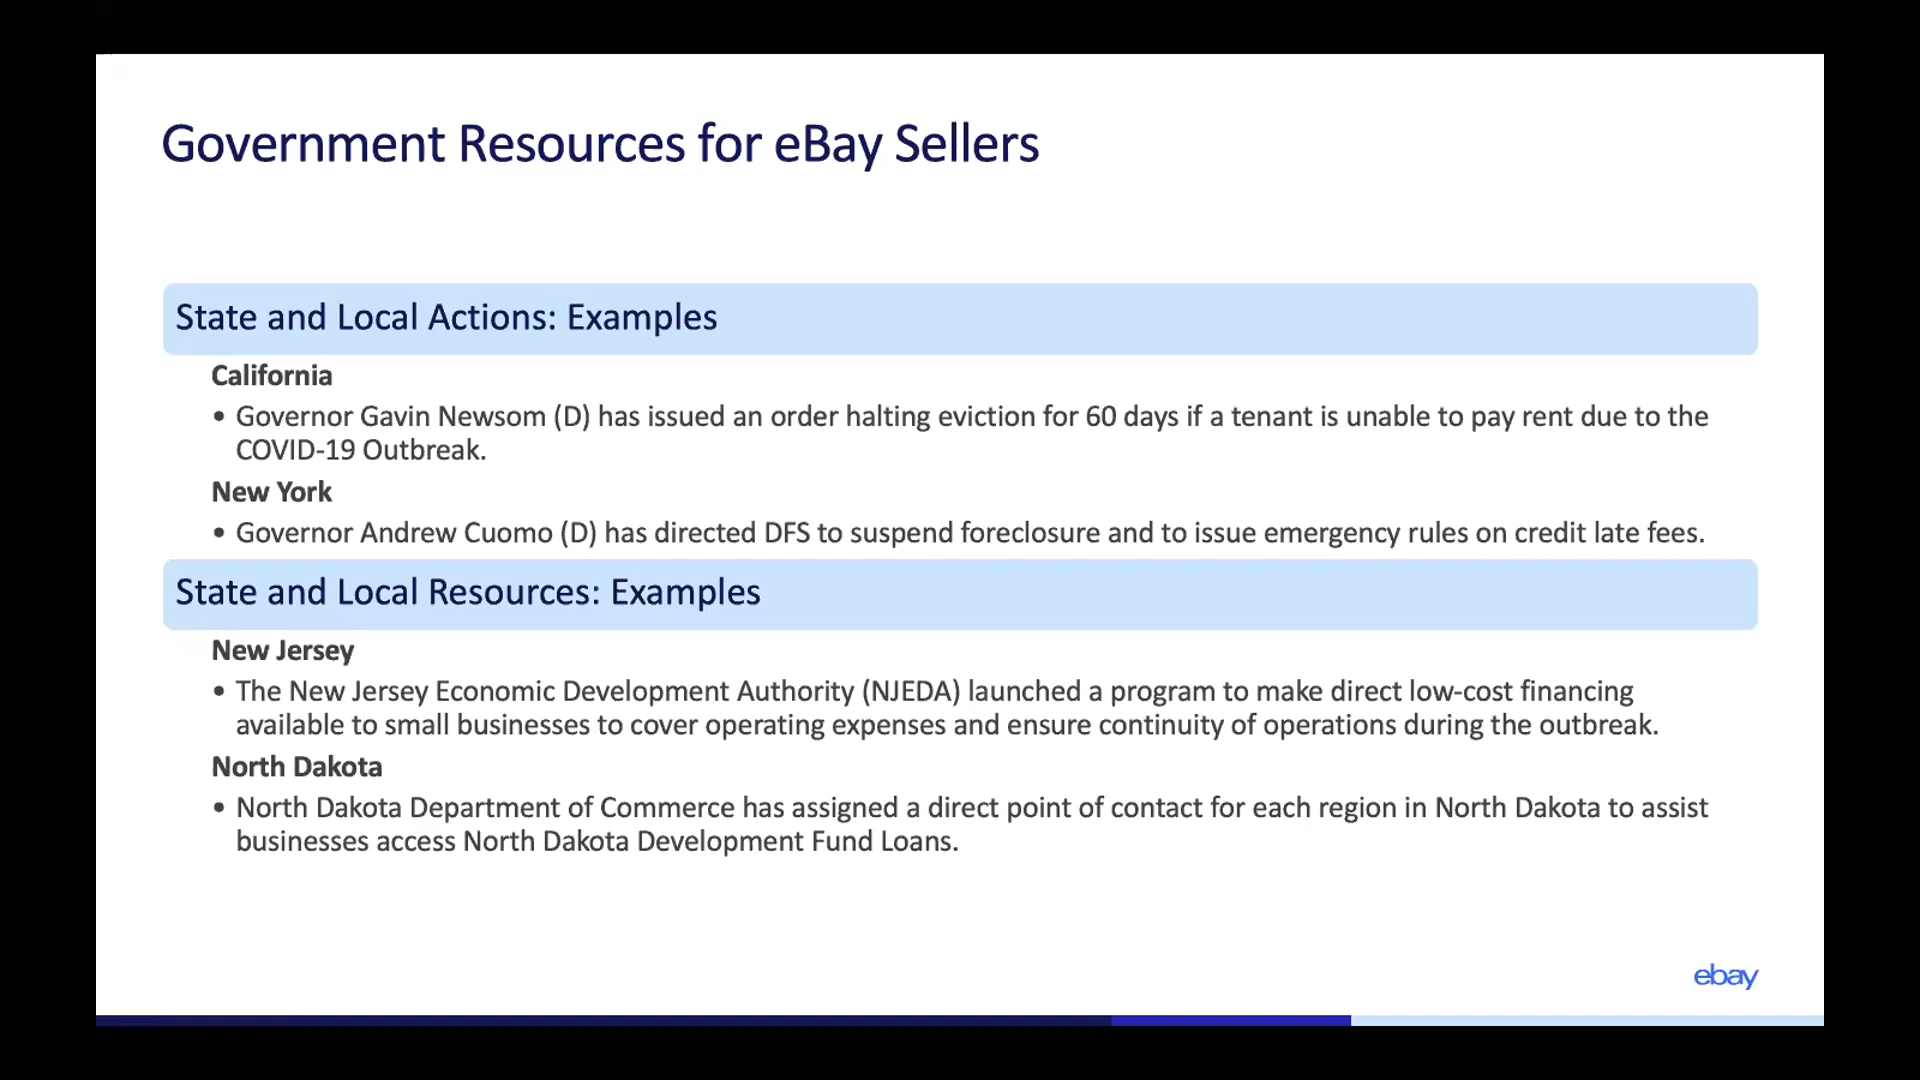 Government Resources for eBay Sellers
State and Local Actions: Examples
California
• Governor Gavin Newsom (D) has issued an order halting eviction for 60 days if a tenant is unable to pay rent due to the
COVID-19 Outbreak.
New York
• Governor Andrew Cuomo (D) has directed DFS to suspend foreclosure and to issue emergency rules on credit late fees.
State and Local Resources: Examples
New Jersey
• The New Jersey Economic Development Authority (NJEDA) launched a program to make direct low-cost financing
available to small businesses to cover operating expenses and ensure continuity of operations during the outbreak.
North Dakota
• North Dakota Department of Commerce has assigned a direct point of contact for each region in North Dakota to assist
businesses access North Dakota Development Fund Loans.
ebay